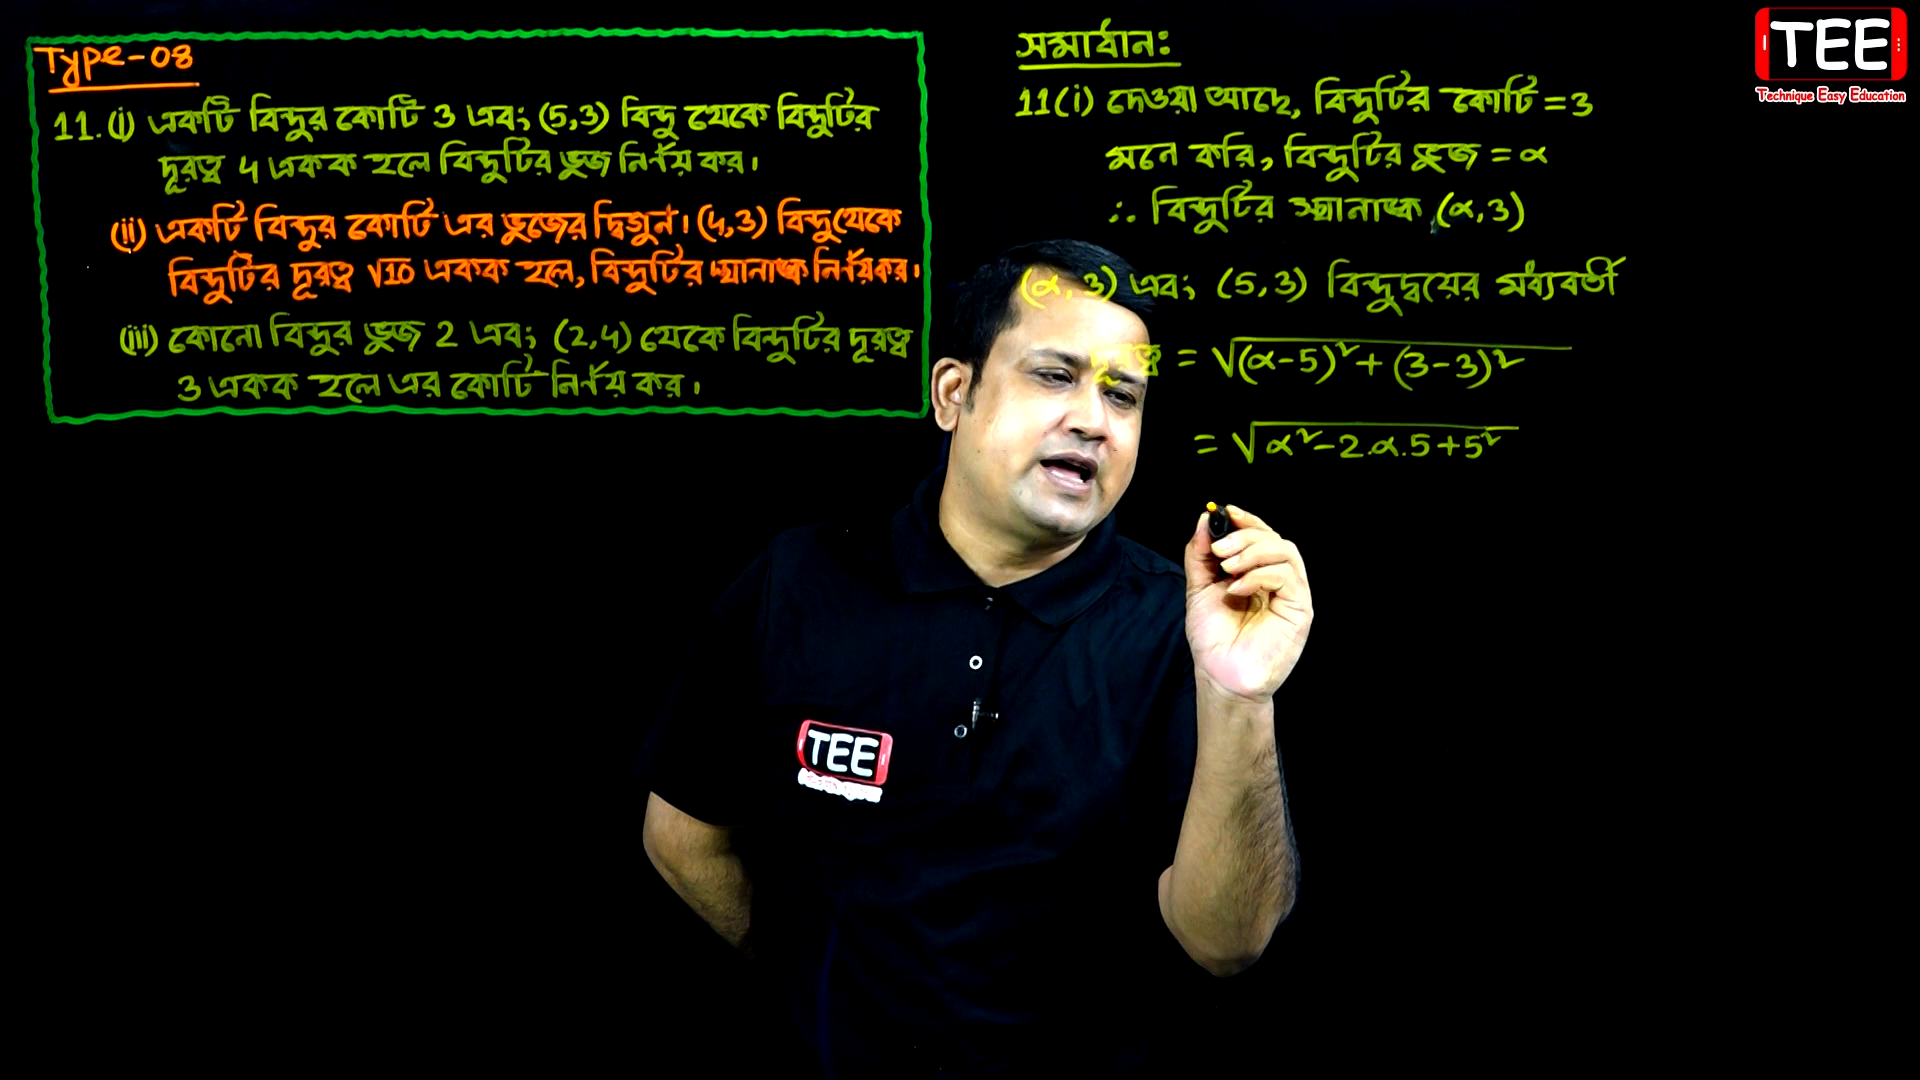 Type-08
11. (i) একটি বিন্দুর কোটি 3 এবং (5,3) বিন্দু থেকে বিন্দুটির
দূরত্ব 4 একক হলে বিন্দুটির ভুজ নির্ণয় কর।
(ii) একটি বিন্দুর কোটি এর ভুজের দ্বিগুন। (4,3) বিন্দু থেকে
বিন্দুটির দূরত্ব √10 একক হলে, বিন্দুটির স্থানাঙ্ক নির্ণয় কর।
(iii) কোনো বিন্দুর ভুজ 2 এবং (2,4) থেকে বিন্দুটির দূরত্ব
3 একক হলে এর কোটি নির্ণয় কর।
সমাধান:
11(i) দেওয়া আছে, বিন্দুটির কোটি = 3
মনে করি, বিন্দুটির ভুজ = α
∴ বিন্দুটির স্থানাঙ্ক (α,3)
(α,3) এবং (5,3) বিন্দুদ্বয়ের মধ্যবর্তী
দূরত্ব = √(α-5)² + (3-3)²
= √α²-2.α.5+5²
TEE
Technique Easy Education
TEE